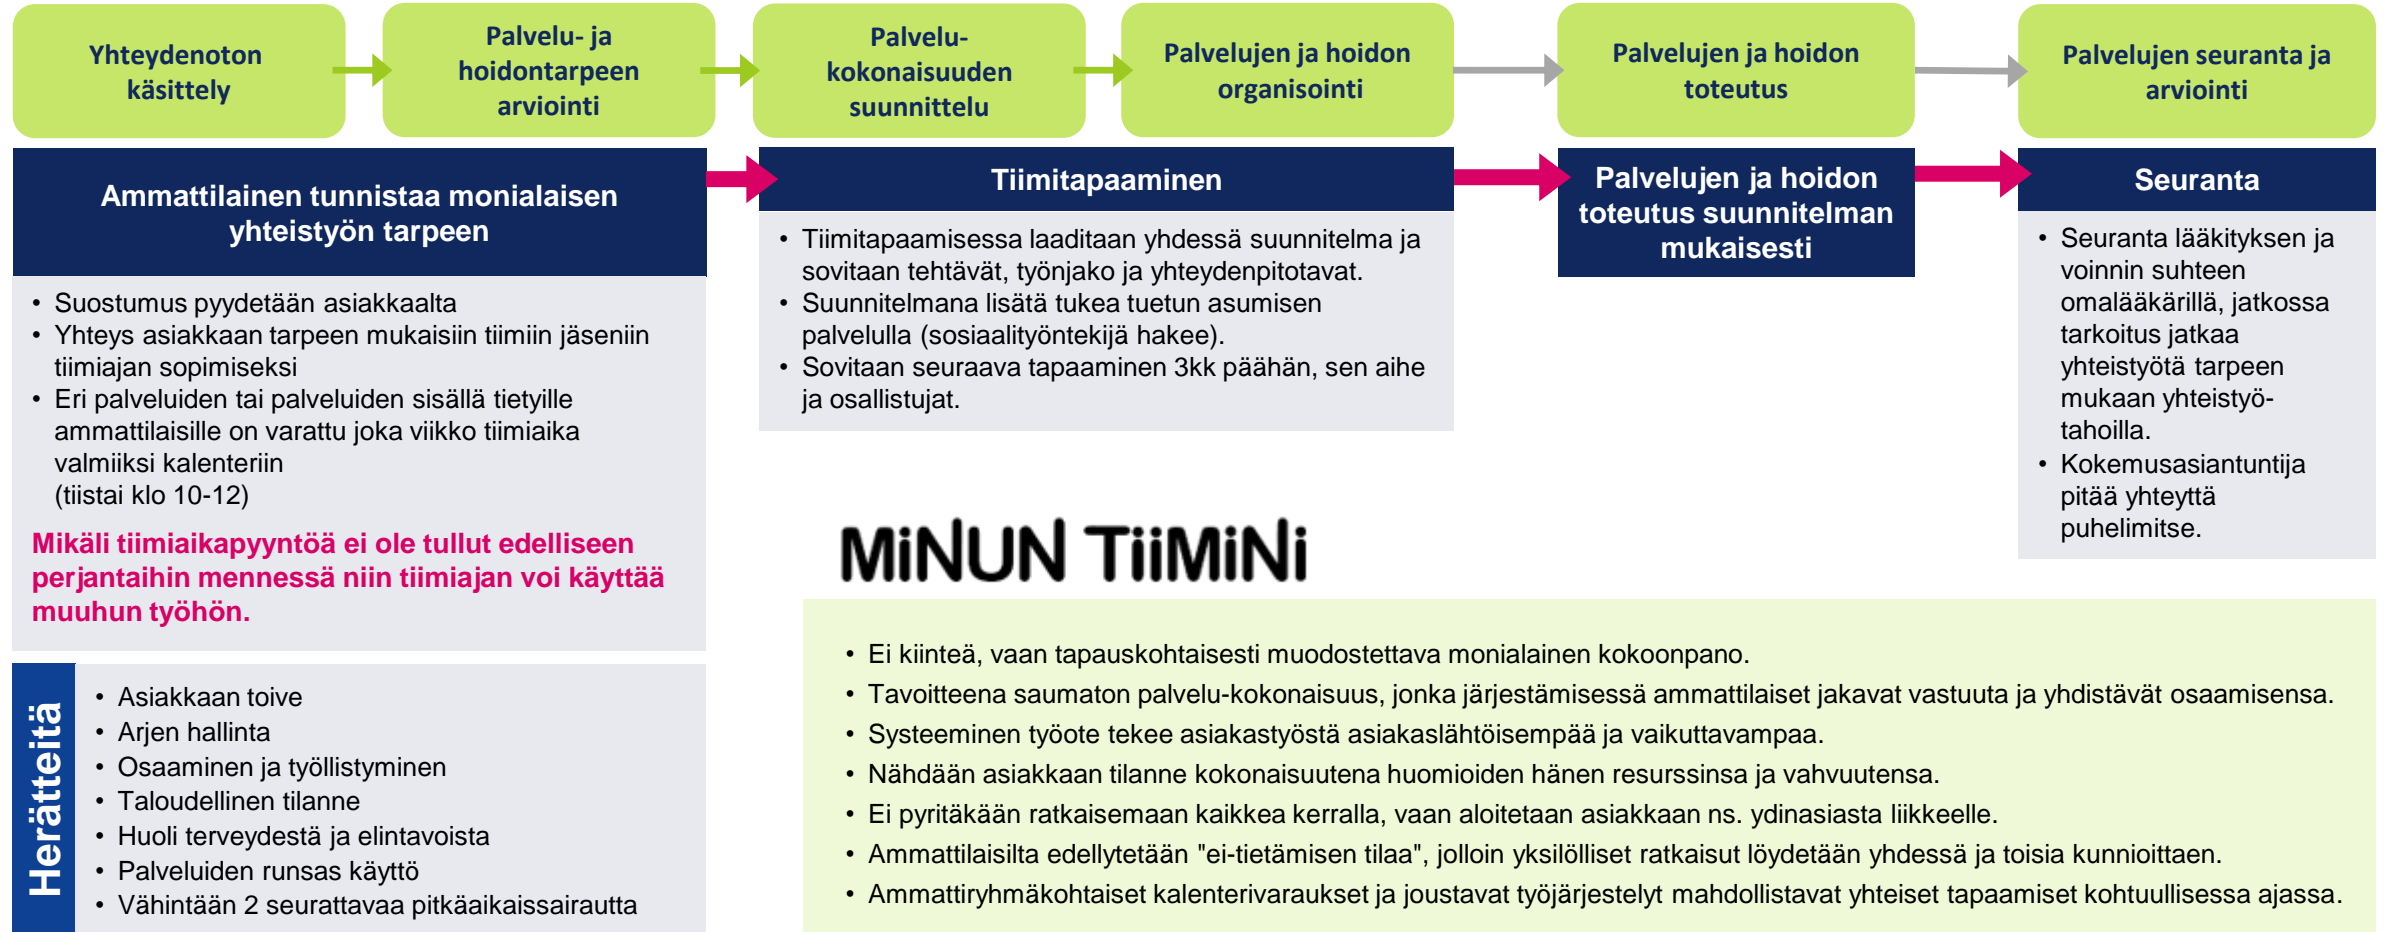 Yhteydenoton
käsittely
Palvelu- ja
hoidontarpeen
arviointi
Palvelu-
kokonaisuuden
suunnittelu
Palvelujen ja hoidon
organisointi
Palvelujen ja hoidon
toteutus
Palvelujen seuranta ja
arviointi
Ammattilainen tunnistaa monialaisen
yhteistyön tarpeen
• Suostumus pyydetään asiakkaalta
• Yhteys asiakkaan tarpeen mukaisiin tiimiin jäseniin
tiimiajan sopimiseksi
• Eri palveluiden tai palveluiden sisällä tietyille
ammattilaisille on varattu joka viikko tiimiaika
valmiiksi kalenteriin
(tiistai klo 10-12)
Mikäli tiimiaikapyyntöä ei ole tullut edelliseen
perjantaihin mennessä niin tiimiajan voi käyttää
muuhun työhön.
Tiimitapaaminen
• Tiimitapaamisessa laaditaan yhdessä suunnitelma ja
sovitaan tehtävät, työnjako ja yhteydenpitotavat.
• Suunnitelmana lisätä tukea tuetun asumisen
palvelulla (sosiaalityöntekijä hakee).
• Sovitaan seuraava tapaaminen 3kk päähän, sen aihe
ja osallistujat.
Palvelujen ja hoidon
toteutus suunnitelman
mukaisesti
Seuranta
• Seuranta lääkityksen ja
voinnin suhteen
omalääkärillä, jatkossa
tarkoitus jatkaa
yhteistyötä tarpeen
mukaan yhteistyö-
tahoilla.
• Kokemusasiantuntija
pitää yhteyttä
puhelimitse.
Herätteitä
• Asiakkaan toive
• Arjen hallinta
• Osaaminen ja työllistyminen
• Taloudellinen tilanne
• Huoli terveydestä ja elintavoista
• Palveluiden runsas käyttö
• Vähintään 2 seurattavaa pitkäaikaissairautta
MiNUN TiiMiNi
• Ei kiinteä, vaan tapauskohtaisesti muodostettava monialainen kokoonpano.
• Tavoitteena saumaton palvelu-kokonaisuus, jonka järjestämisessä ammattilaiset jakavat vastuuta ja yhdistävät osaamisensa.
• Systeeminen työote tekee asiakastyöstä asiakaslähtöisempää ja vaikuttavampaa.
• Nähdään asiakkaan tilanne kokonaisuutena huomioiden hänen resurssinsa ja vahvuutensa.
• Ei pyritäkään ratkaisemaan kaikkea kerralla, vaan aloitetaan asiakkaan ns. ydinasiasta liikkeelle.
• Ammattilaisilta edellytetään "ei-tietämisen tilaa", jolloin yksilölliset ratkaisut löydetään yhdessä ja toisia kunnioittaen.
• Ammattiryhmäkohtaiset kalenterivaraukset ja joustavat työjärjestelyt mahdollistavat yhteiset tapaamiset kohtuullisessa ajassa.